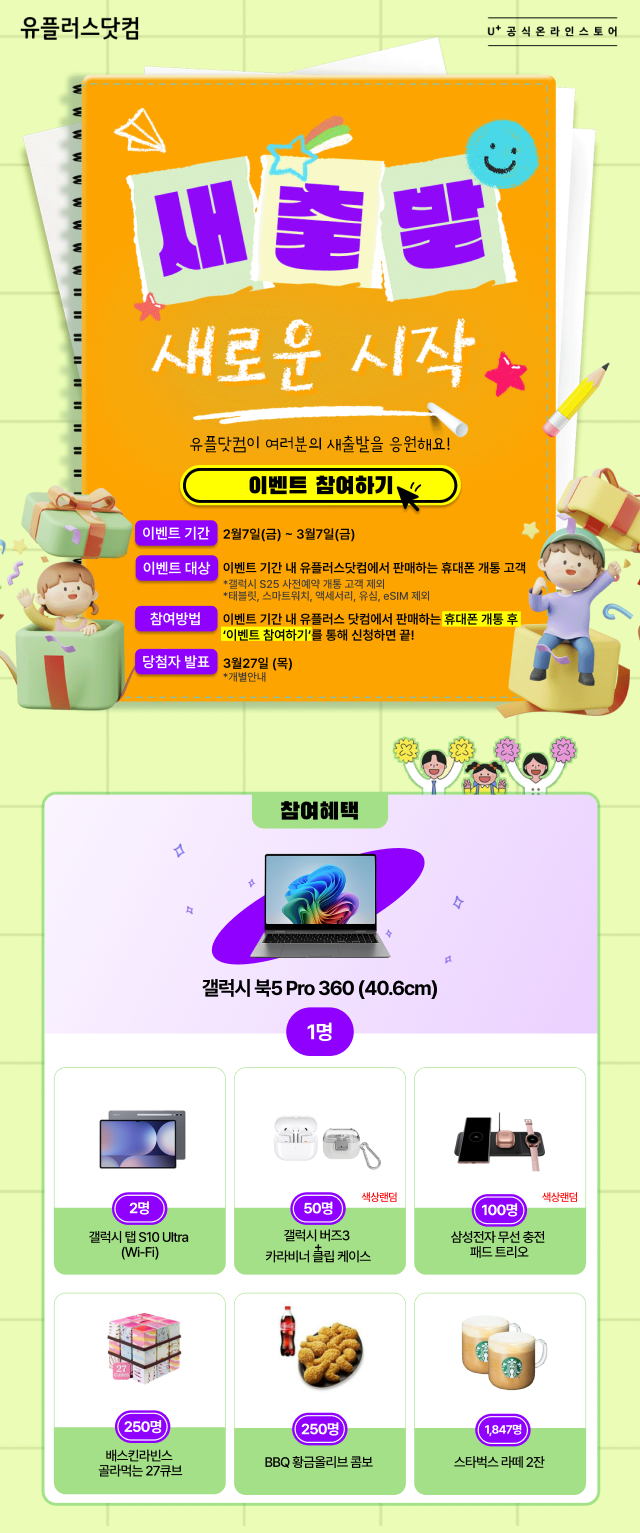 유플러스닷컴
U+ 공식온라인스토어
새출발
새로운 시작
유플닷컴이 여러분의 새출발을 응원해요!
이벤트 참여하기
이벤트 기간
2월7일(금) ~ 3월7일(금)
이벤트 대상
이벤트 기간 내 유플러스닷컴에서 판매하는 휴대폰 개통 고객
*갤럭시 S25 사전예약 개통 고객 제외
*태블릿, 스마트워치, 액세서리, 유심, eSIM 제외
참여방법
이벤트 기간 내 유플러스 닷컴에서 판매하는 휴대폰 개통 후
‘이벤트 참여하기’를 통해 신청하면 끝!
당첨자 발표
3월27일 (목)
*개별안내
참여혜택
갤럭시 북5 Pro 360 (40.6cm)
1명
2명
갤럭시 탭 S10 Ultra
(Wi-Fi)
색상랜덤
50명
갤럭시 버즈3
+
카라비너 클립 케이스
색상랜덤
100명
삼성전자 무선 충전
패드 트리오
27
250명
배스킨라빈스
골라먹는 27큐브
250명
BBQ 황금올리브 콤보
1,847명
스타벅스 라떼 2잔